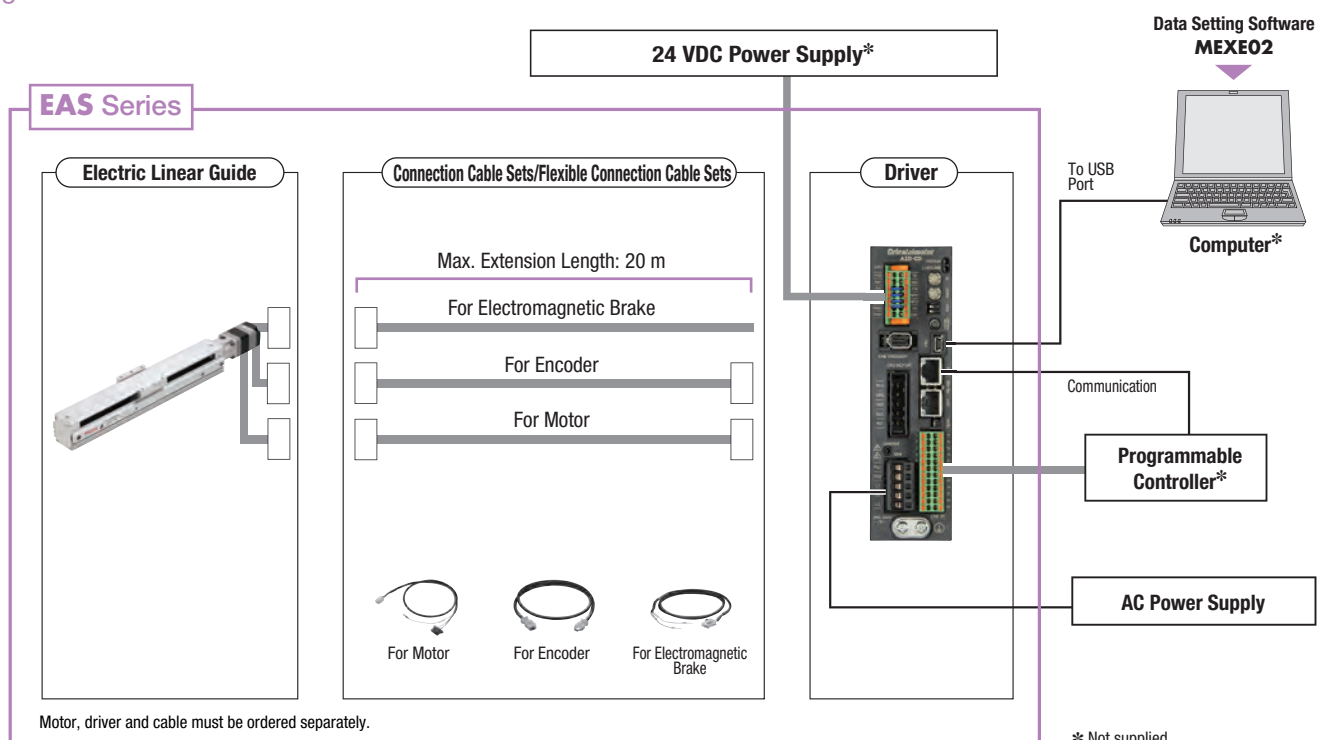 Data Setting Software
MEXE02
24 VDC Power Supply*
EAS Series
Electric Linear Guide
Connection Cable Sets/Flexible Connection Cable Sets
Driver
To USB
Port
Computer*
Max. Extension Length: 20 m
For Electromagnetic Brake
For Encoder
For Motor
Communication
Programmable
Controller*
AC Power Supply
For Motor
For Encoder
For Electromagnetic
Brake
Motor, driver and cable must be ordered separately.
* Not supplied